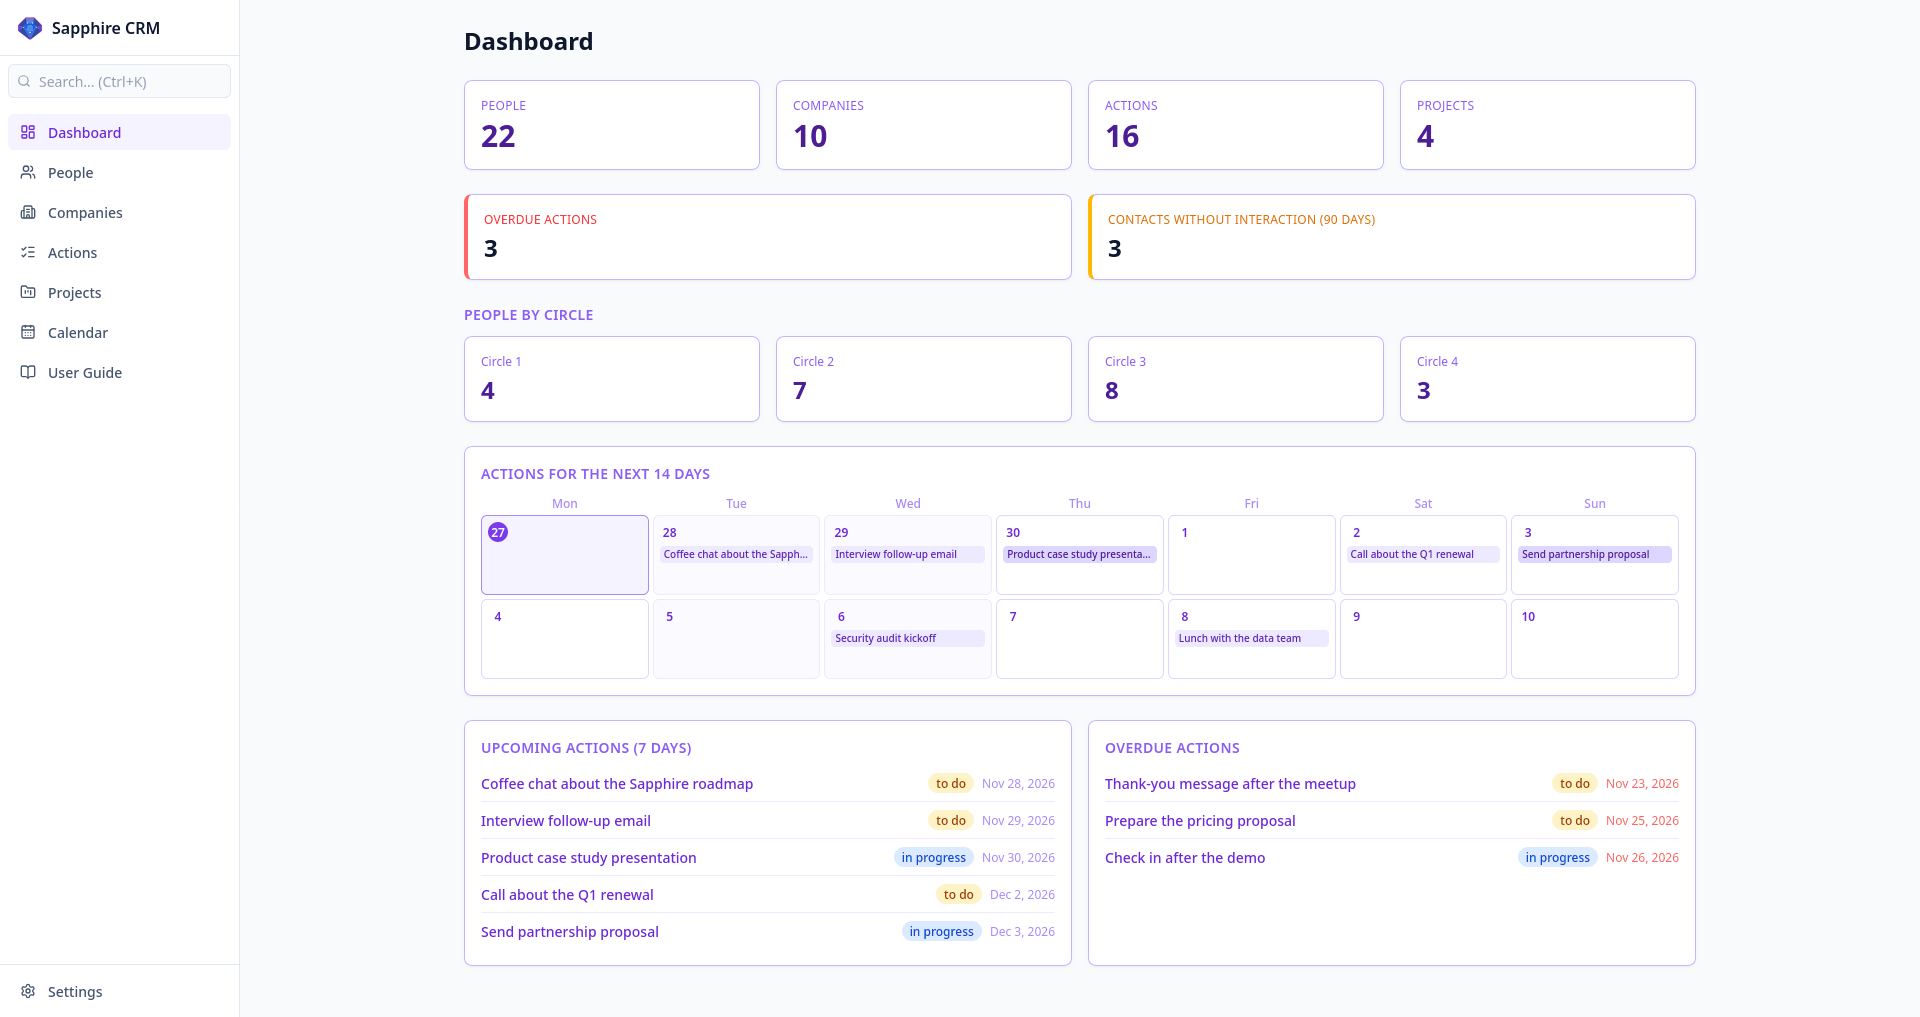 Sapphire CRM
Search... (Ctrl+K)
Dashboard
People
Companies
Actions
Projects
Calendar
User Guide
Settings
Dashboard
PEOPLE
22
COMPANIES
10
ACTIONS
16
PROJECTS
4
OVERDUE ACTIONS
3
CONTACTS WITHOUT INTERACTION (90 DAYS)
3
PEOPLE BY CIRCLE
Circle 1
4
Circle 2
7
Circle 3
8
Circle 4
3
ACTIONS FOR THE NEXT 14 DAYS
Mon Tue Wed Thu Fri Sat Sun
27
28
Coffee chat about the Sapph...
29
Interview follow-up email
30
Product case study presenta...
1
2
Call about the Q1 renewal
3
Send partnership proposal
4
5
6
Security audit kickoff
7
8
Lunch with the data team
9
10
UPCOMING ACTIONS (7 DAYS)
Coffee chat about the Sapphire roadmap to do Nov 28, 2026
Interview follow-up email to do Nov 29, 2026
Product case study presentation in progress Nov 30, 2026
Call about the Q1 renewal to do Dec 2, 2026
Send partnership proposal in progress Dec 3, 2026
OVERDUE ACTIONS
Thank-you message after the meetup to do Nov 23, 2026
Prepare the pricing proposal to do Nov 25, 2026
Check in after the demo in progress Nov 26, 2026